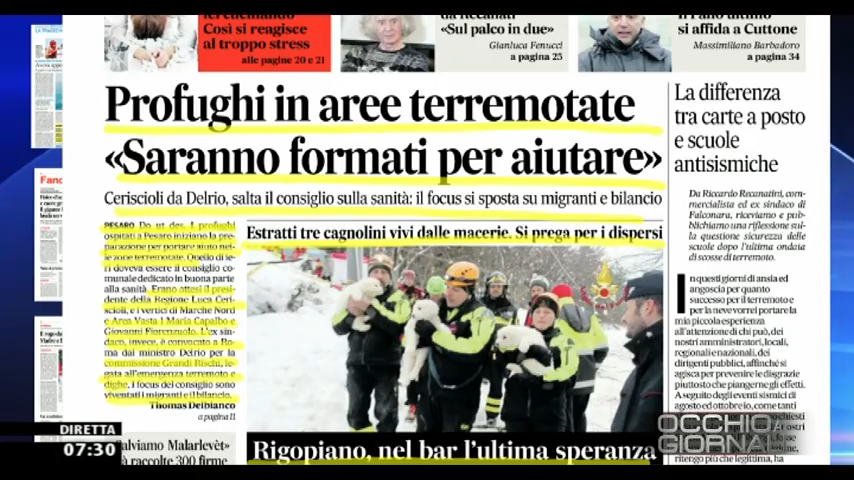 Così si reagisce
al troppo stress
alle pagine 20 e 21
da Recanati
«Sul palco in due»
Gianluca Fenucci
a pagina 25
si affida a Cuttone
Massimiliano Barbadoro
a pagina 34
Profughi in aree terremotate
«Saranno formati per aiutare»
Ceriscioli da Delrio, salta il consiglio sulla sanità: il focus si sposta su migranti e bilancio
PESARO Do ut des. I profughi
ospitati a Pesaro iniziano la pre-
parazione per portare aiuto nel-
le zone terremotate. Quello di ie-
ri doveva essere il consiglio co-
munale dedicato in buona parte
alla sanità. Erano attesi il presi-
dente della Regione Luca Ceri-
scioli, e i vertici di Marche Nord
e Area Vasta 1 Maria Capalbo e
Giovanni Fiorenzuolo. L'ex sin-
daco, invece, è convocato a Ro-
ma dal ministro Delrio per la
commissione Grandi Rischi, le-
gata all'emergenza terremoto e
dighe. I focus del consiglio sono
diventati i migranti e il bilancio.
Thomas Delbianco
a pagina 11
Estratti tre cagnolini vivi dalle macerie. Si prega per i dispersi
Rigopiano, nel bar l'ultima speranza
La differenza
tra carte a posto
e scuole
antisismiche
Da Riccardo Recanatini, com-
mercialista ed ex sindaco di
Falconara, riceviamo e pub-
blichiamo una riflessione sul-
la questione sicurezza delle
scuole dopo l'ultima ondata
di scosse di terremoto.
In questi giorni di ansia ed
angoscia per quanto
successo per il terremoto e
per la neve vorrei portare la
mia piccola esperienza
all'attenzione di chi può, dei
nostri amministratori, locali,
regionali e nazionali, dei
dirigenti pubblici, affinché si
agisca per prevenire le disgrazie
piuttosto che piangerne gli effetti.
A seguito degli eventi sismici di
agosto ed ottobre io, come tanti
ritengo più che legittima, ha
«Salviamo Malarlevèt»
raccolte 300 firme
DIRETTA
07:30
OCCHIO
GIORNA